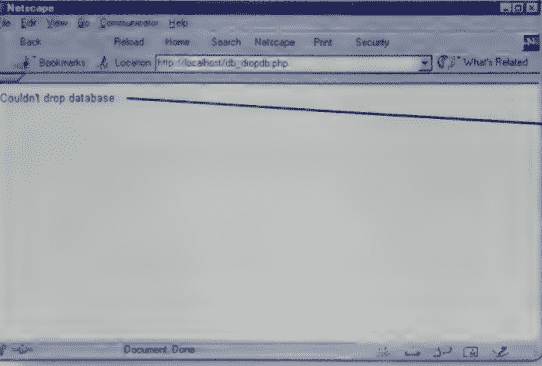 Netscape
File Edit View Go Communicator Help
Back Reload Home Search Netscape Print Security
Bookmarks Location http://localhost/db_dropdb.php What's Related
Couldn't drop database
Document: Done